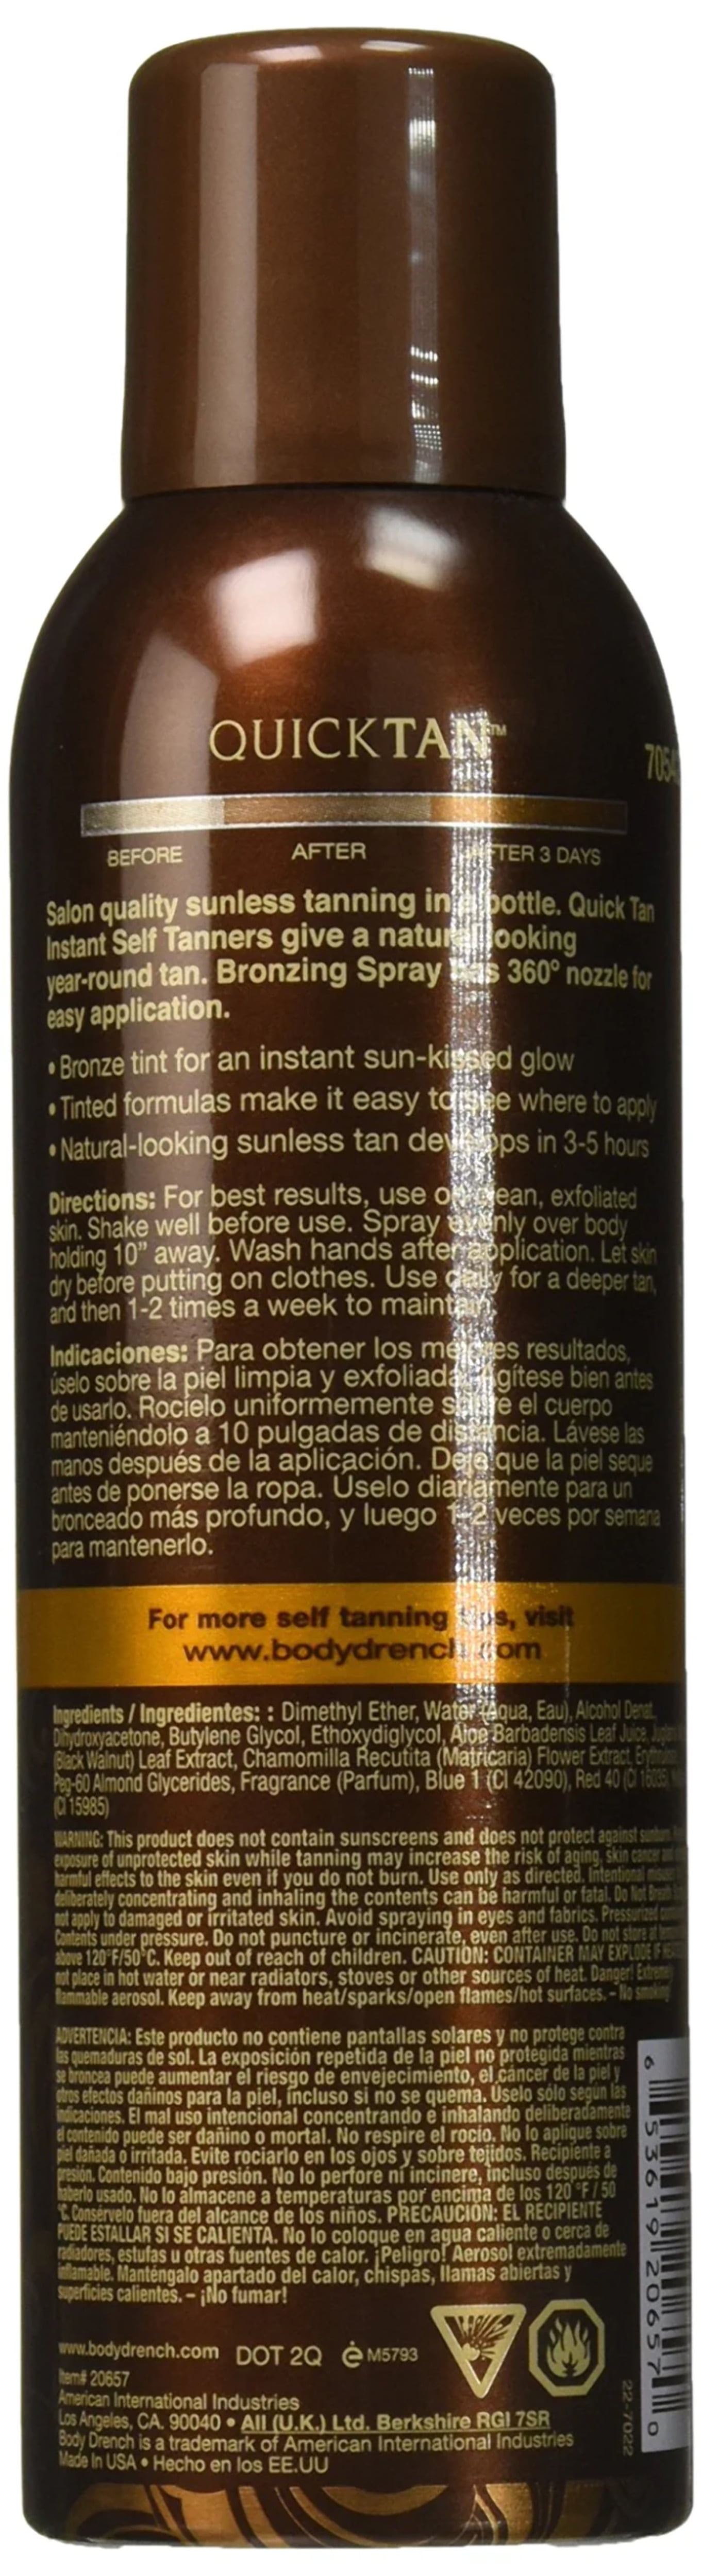 QUICKTAN™
7054
BEFORE AFTER AFTER 3 DAYS
Salon quality sunless tanning in a bottle. Quick Tan
Instant Self Tanners give a natural looking
year-round tan. Bronzing Spray has 360° nozzle for
easy application.
• Bronze tint for an instant sun-kissed glow
• Tinted formulas make it easy to see where to apply
• Natural-looking sunless tan develops in 3-5 hours
Directions: For best results, use on clean, exfoliated
skin. Shake well before use. Spray evenly over body
holding 10” away. Wash hands after application. Let skin
dry before putting on clothes. Use daily for a deeper tan,
and then 1-2 times a week to maintain.
Indicaciones: Para obtener los mejores resultados,
úselo sobre la piel limpia y exfoliada. Agítese bien antes
de usarlo. Rocíelo uniformemente sobre el cuerpo
manteniéndolo a 10 pulgadas de distancia. Lávese las
manos después de la aplicación. Deje que la piel seque
antes de ponerse la ropa. Úselo diariamente para un
bronceado más profundo, y luego 1-2 veces por semana
para mantenerlo.
For more self tanning tips, visit
www.bodydrench.com
Ingredients / Ingredientes: : Dimethyl Ether, Water (Aqua, Eau), Alcohol Denat.,
Dihydroxyacetone, Butylene Glycol, Ethoxydiglycol, Aloe Barbadensis Leaf Juice,
(Black Walnut) Leaf Extract, Chamomilla Recutita (Matricaria) Flower Extract,
Peg-60 Almond Glycerides, Fragrance (Parfum), Blue 1 (CI 42090), Red 40 (CI 16035),
(CI 15985)
WARNING: This product does not contain sunscreens and does not protect against sunburn.
exposure of unprotected skin while tanning may increase the risk of aging, skin cancer and
harmful effects to the skin even if you do not burn. Use only as directed. Intentional misuse
deliberately concentrating and inhaling the contents can be harmful or fatal. Do Not Breath
not apply to damaged or irritated skin. Avoid spraying in eyes and fabrics. Pressurized
Contents under pressure. Do not puncture or incinerate, even after use. Do not store at
above 120°F/50°C. Keep out of reach of children. CAUTION: CONTAINER MAY EXPLODE IF
not place in hot water or near radiators, stoves or other sources of heat. Danger! Extremely
flammable aerosol. Keep away from heat/sparks/open flames/hot surfaces. – No smoking
ADVERTENCIA: Este producto no contiene pantallas solares y no protege contra
las quemaduras de sol. La exposición repetida de la piel no protegida mientras
se broncea puede aumentar el riesgo de envejecimiento, el cáncer de la piel y
otros efectos dañinos para la piel, incluso si no se quema. Úselo sólo según las
indicaciones. El mal uso intencional concentrando e inhalando deliberadamente
el contenido puede ser dañino o mortal. No respire el rocío. No lo aplique sobre
piel dañada o irritada. Evite rociarlo en los ojos y sobre tejidos. Recipiente a
presión. Contenido bajo presión. No lo perfore ni incinere, incluso después de
haberlo usado. No lo almacene a temperaturas por encima de los 120 °F / 50
°C. Consérvelo fuera del alcance de los niños. PRECAUCIÓN: EL RECIPIENTE
PUEDE ESTALLAR SI SE CALIENTA. No lo coloque en agua caliente o cerca de
radiadores, estufas u otras fuentes de calor. ¡Peligro! Aerosol extremadamente
inflamable. Manténgalo apartado del calor, chispas, llamas abiertas y
superficies calientes. – ¡No fumar!
www.bodydrench.com DOT 2Q ė M5793
Item# 20657
American International Industries
Los Angeles, CA. 90040 • AII (U.K.) Ltd. Berkshire RGI 7SR
Body Drench is a trademark of American International Industries
Made In USA • Hecho en los EE.UU
22-7022
6 53619 20657 0